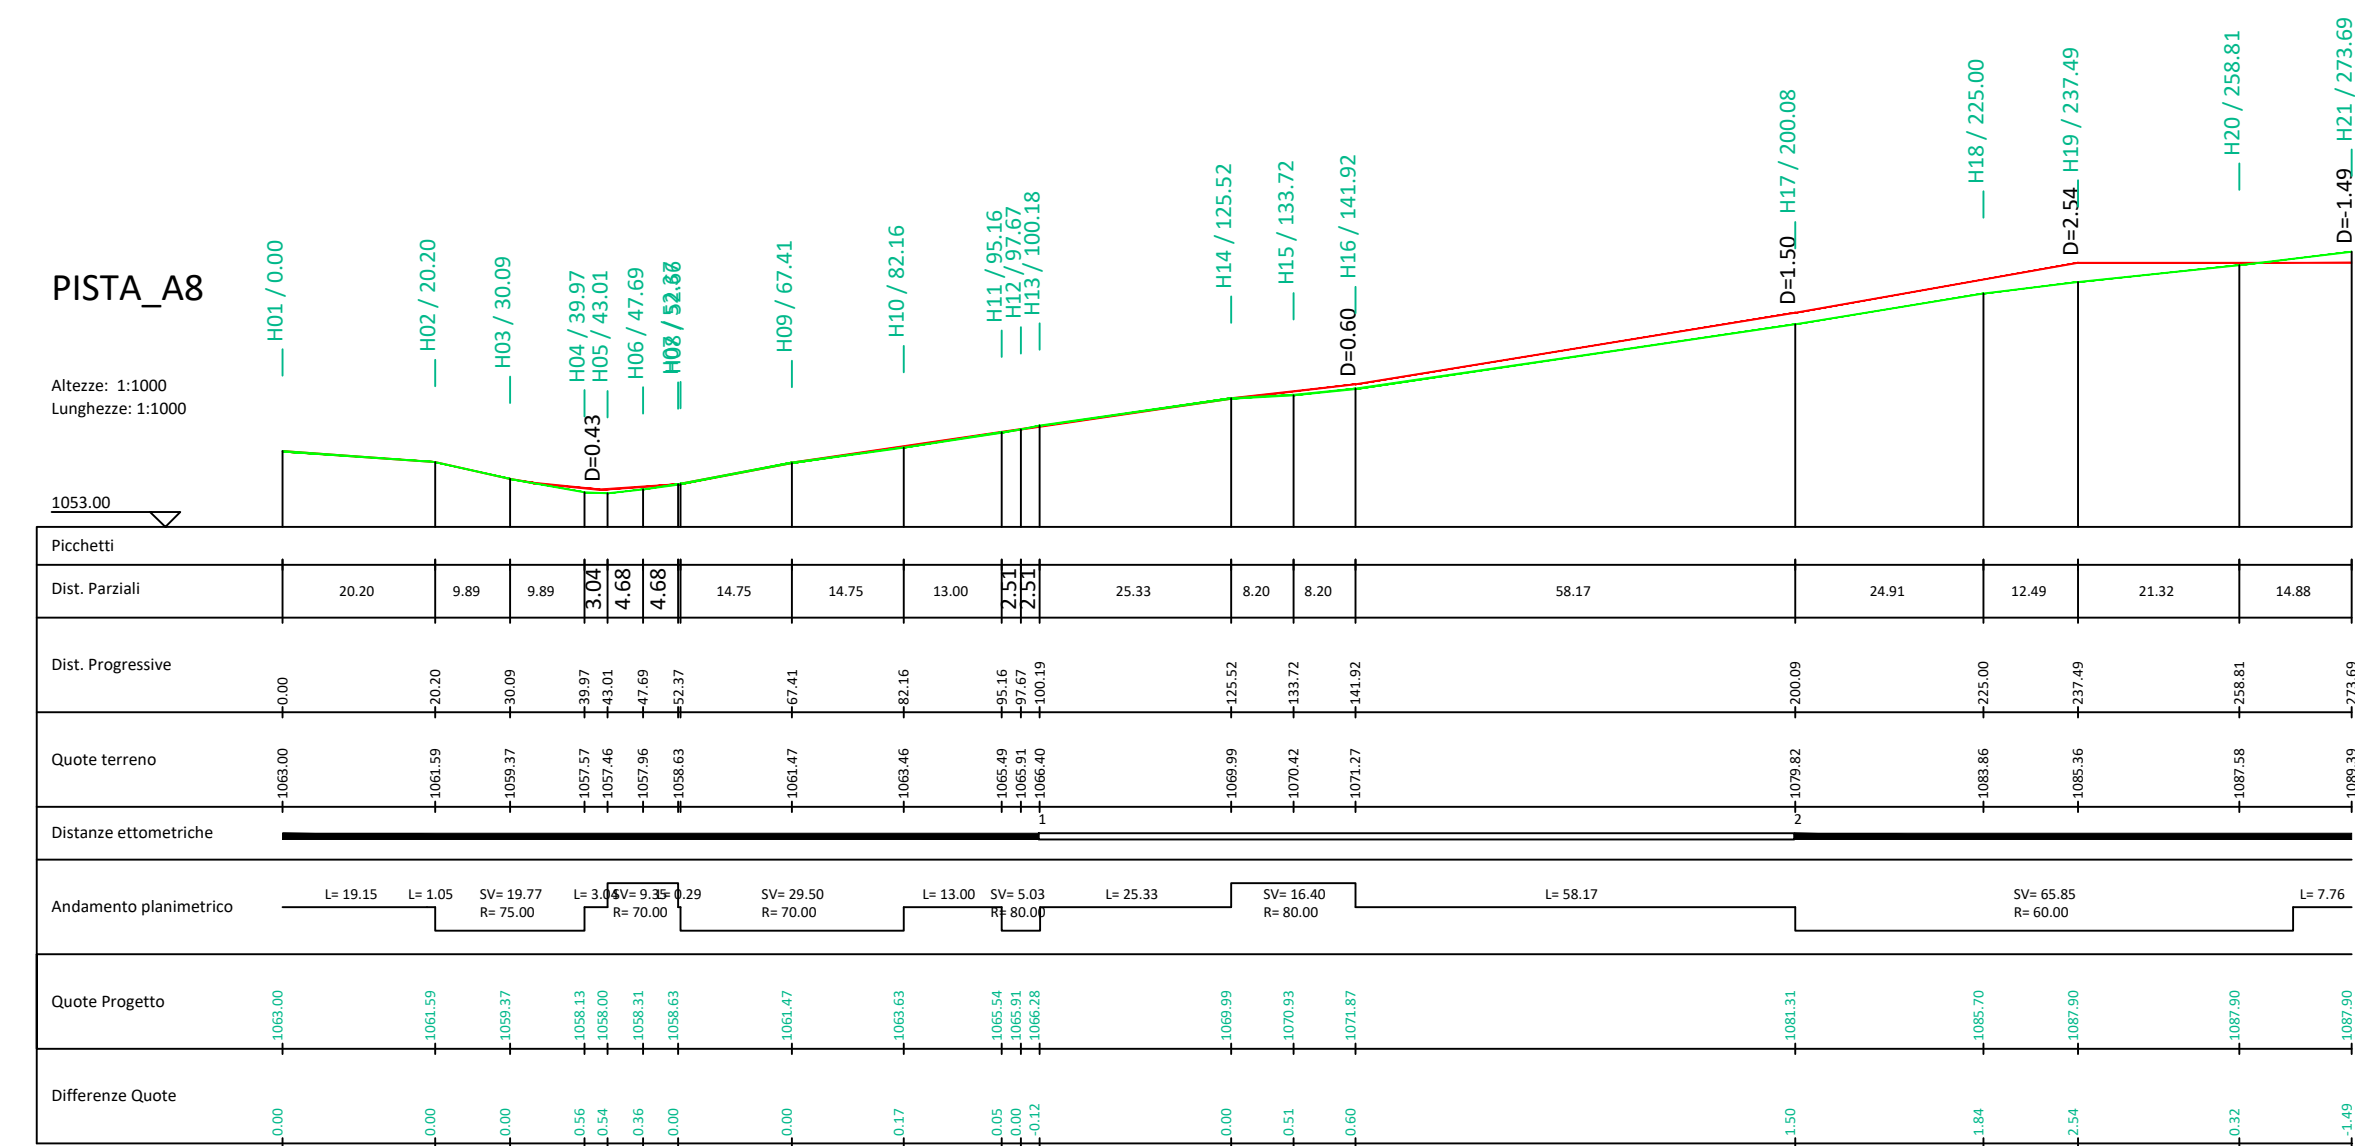 PISTA_A8
Altezze: 1:1000
Lunghezze: 1:1000
1053.00
H01 / 0.00
H02 / 20.20
H03 / 30.09
H04 / 39.97
H05 / 43.01
H06 / 47.69
H09 / 67.41
H10 / 82.16
H11 / 95.16
H12 / 97.67
H13 / 100.18
H14 / 125.52
H15 / 133.72
H16 / 141.92
H17 / 200.08
H18 / 225.00
H19 / 237.49
H20 / 258.81
H21 / 273.69
D=0.43
D=0.60
D=1.50
D=2.54
D=-1.49
Picchetti
Dist. Parziali
20.20 9.89 9.89 3.04 4.68 4.68 14.75 14.75 13.00 2.51 2.51 25.33 8.20 8.20 58.17 24.91 12.49 21.32 14.88
Dist. Progressive
0.00 20.20 30.09 39.97 43.01 47.69 52.37 67.41 82.16 95.16 97.67 100.19 125.52 133.72 141.92 200.09 225.00 237.49 258.81 273.69
Quote terreno
1063.00 1061.59 1059.37 1057.57 1057.46 1057.96 1058.63 1061.47 1063.46 1065.49 1065.91 1066.40 1069.99 1070.42 1071.27 1079.82 1083.86 1085.36 1087.58 1089.39
Distanze ettometriche
1 2
Andamento planimetrico
L= 19.15 L= 1.05 SV= 19.77 L= 3.04 SV= 9.35 L= 0.29 SV= 29.50 L= 13.00 SV= 5.03 L= 25.33 SV= 16.40 L= 58.17 SV= 65.85 L= 7.76
R= 75.00 R= 70.00 R= 70.00 R= 80.00 R= 80.00 R= 60.00
Quote Progetto
1063.00 1061.59 1059.37 1058.13 1058.00 1058.31 1058.63 1061.47 1063.63 1065.54 1065.91 1066.28 1069.99 1070.93 1071.87 1081.31 1085.70 1087.90 1087.90 1087.90
Differenze Quote
0.00 0.00 0.00 0.56 0.54 0.36 0.00 0.00 0.17 0.05 0.00 -0.12 0.00 0.51 0.60 1.50 1.84 2.54 0.32 -1.49